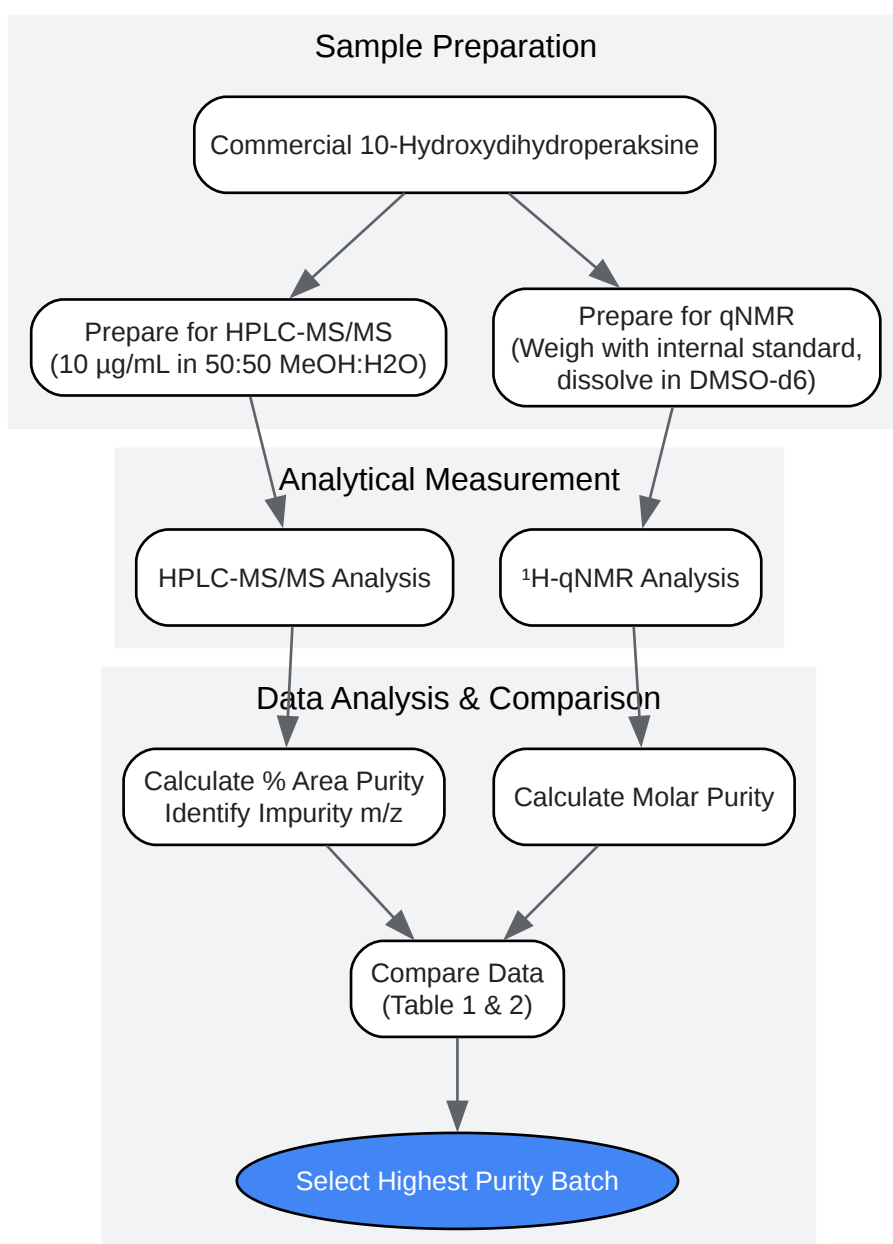 Sample Preparation
Commercial 10-Hydroxydihydroperaksine
Prepare for HPLC-MS/MS
(10 µg/mL in 50:50 MeOH:H2O)
Prepare for qNMR
(Weigh with internal standard,
dissolve in DMSO-d6)
Analytical Measurement
HPLC-MS/MS Analysis
¹H-qNMR Analysis
Data Analysis & Comparison
Calculate % Area Purity
Identify Impurity m/z
Calculate Molar Purity
Compare Data
(Table 1 & 2)
Select Highest Purity Batch